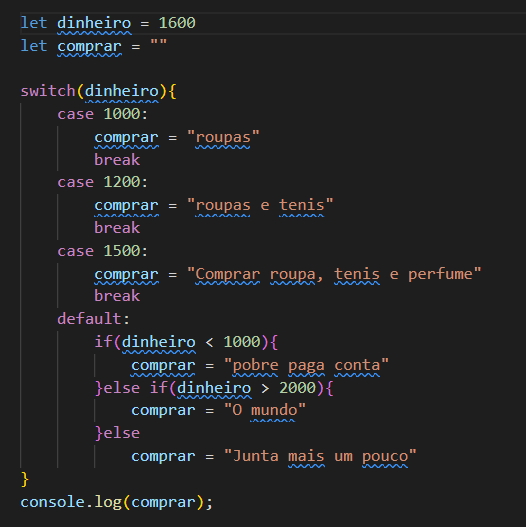 let dinheiro = 1600
let comprar = ""
switch(dinheiro){
case 1000:
comprar = "roupas"
break
case 1200:
comprar = "roupas e tenis"
break
case 1500:
comprar = "Comprar roupa, tenis e perfume"
break
default:
if(dinheiro < 1000){
comprar = "pobre paga conta"
}else if(dinheiro > 2000){
comprar = "O mundo"
}else
comprar = "Junta mais um pouco"
}
console.log(comprar);